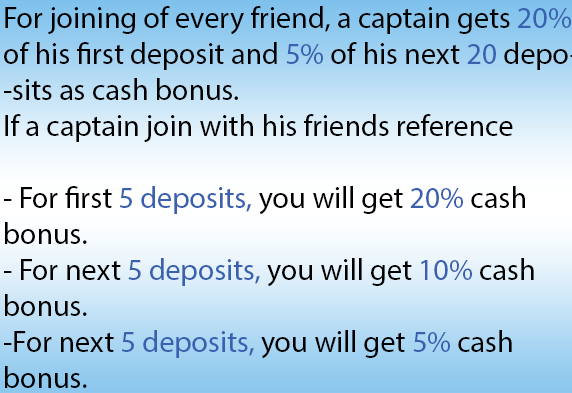 For joining of every friend, a captain gets 20%
of his first deposit and 5% of his next 20 depo-
-sits as cash bonus.
If a captain join with his friends reference
- For first 5 deposits, you will get 20% cash
bonus.
- For next 5 deposits, you will get 10% cash
bonus.
-For next 5 deposits, you will get 5% cash
bonus.